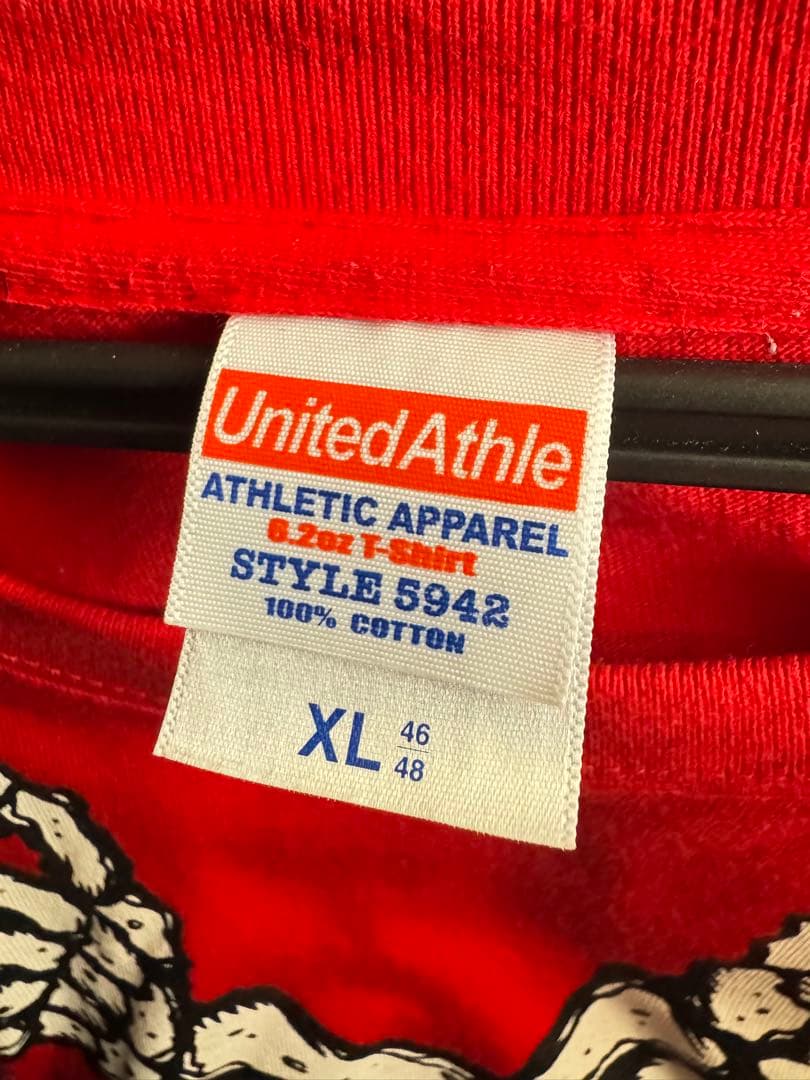 UnitedAthle
ATHLETIC APPAREL
6.2oz T-Shirt
STYLE 5942
100% COTTON
XL 46
48